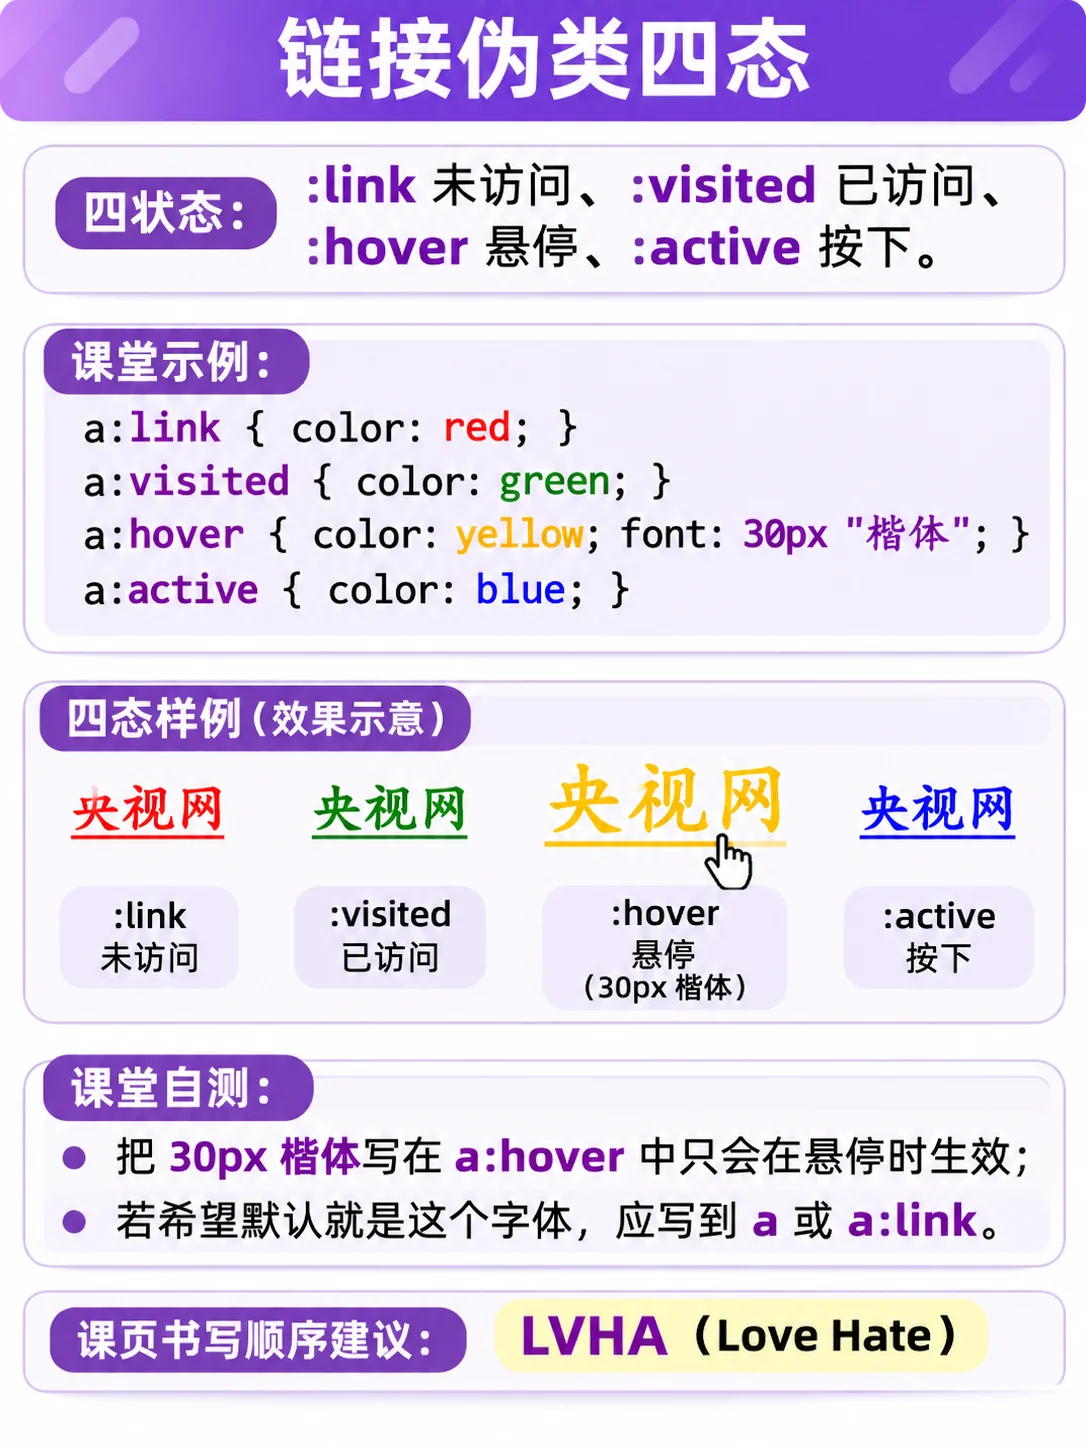 链接伪类四态
四状态： :link 未访问、:visited 已访问、
:hover 悬停、:active 按下。
课堂示例：
a:link { color: red; }
a:visited { color: green; }
a:hover { color: yellow; font: 30px "楷体"; }
a:active { color: blue; }
四态样例（效果示意）
央视网 央视网 央视网 央视网
:link :visited :hover :active
未访问 已访问 悬停 按下
（30px 楷体）
课堂自测：
● 把 30px 楷体写在 a:hover 中只会在悬停时生效；
● 若希望默认就是这个字体，应写到 a 或 a:link。
课页书写顺序建议： LVHA（Love Hate）